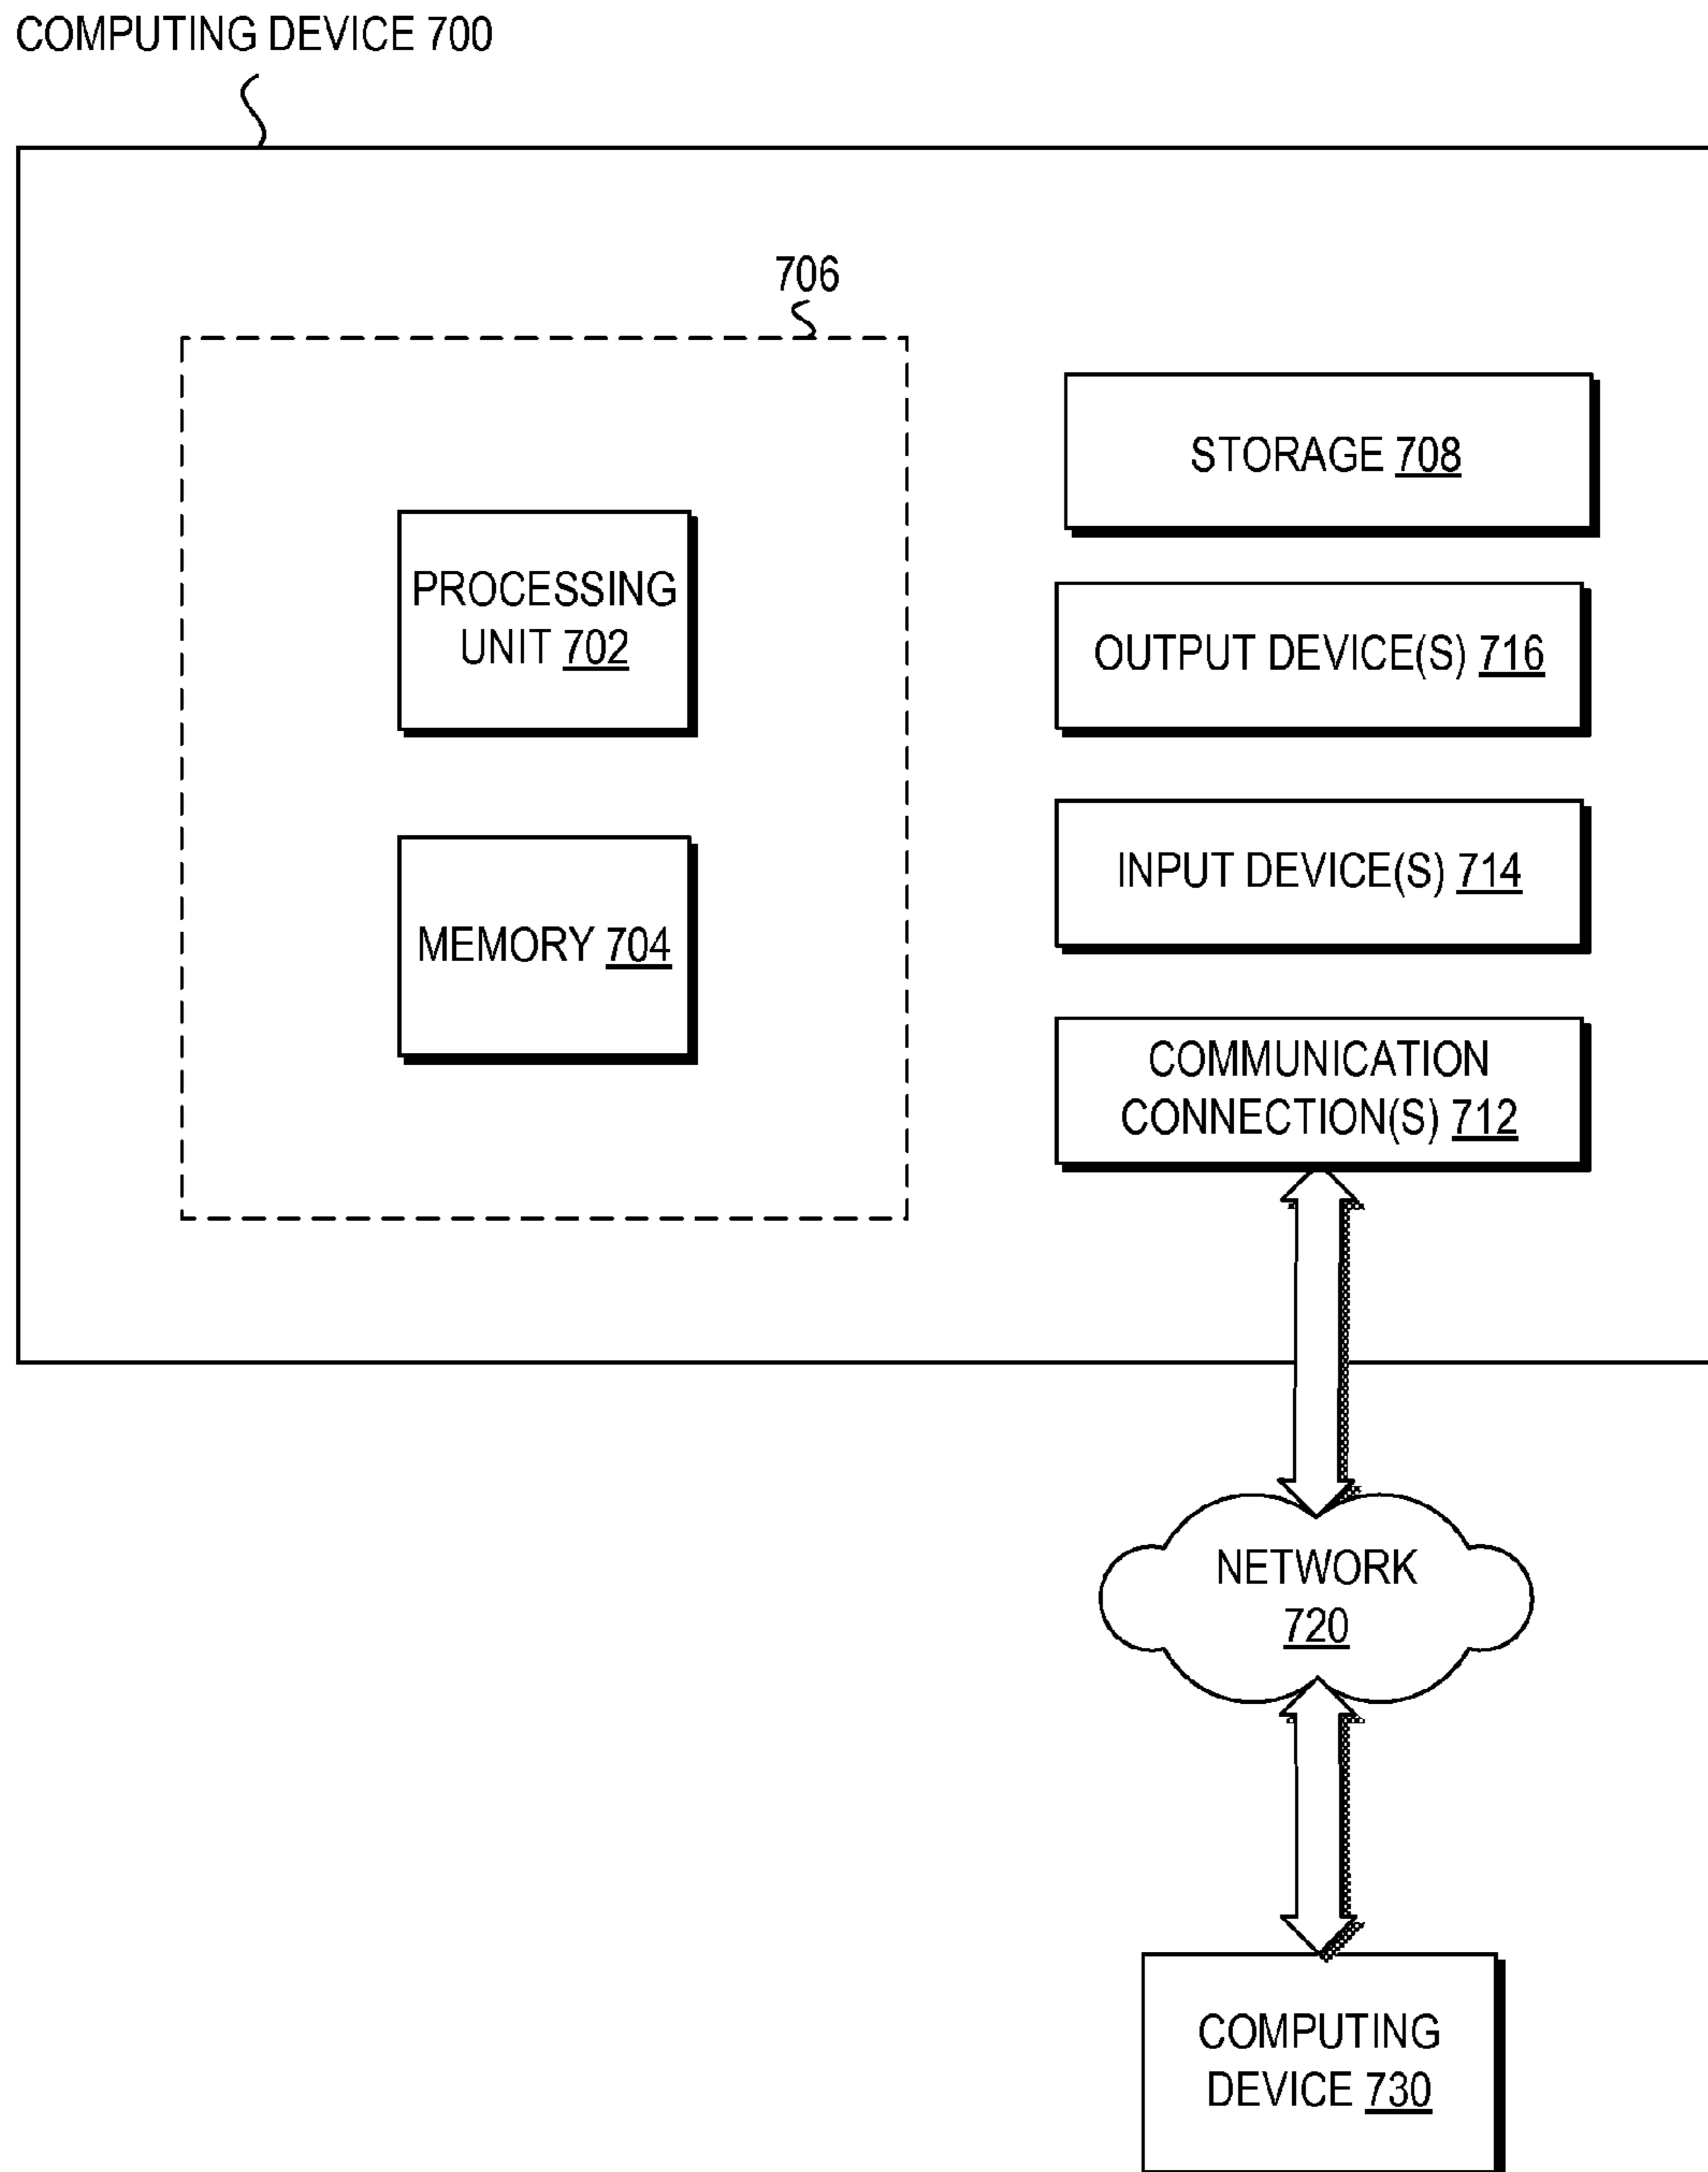 COMPUTING DEVICE 700
706
PROCESSING
UNIT 702
MEMORY 704
STORAGE 708
OUTPUT DEVICE(S) 716
INPUT DEVICE(S) 714
COMMUNICATION
CONNECTION(S) 712
NETWORK
720
COMPUTING
DEVICE 730